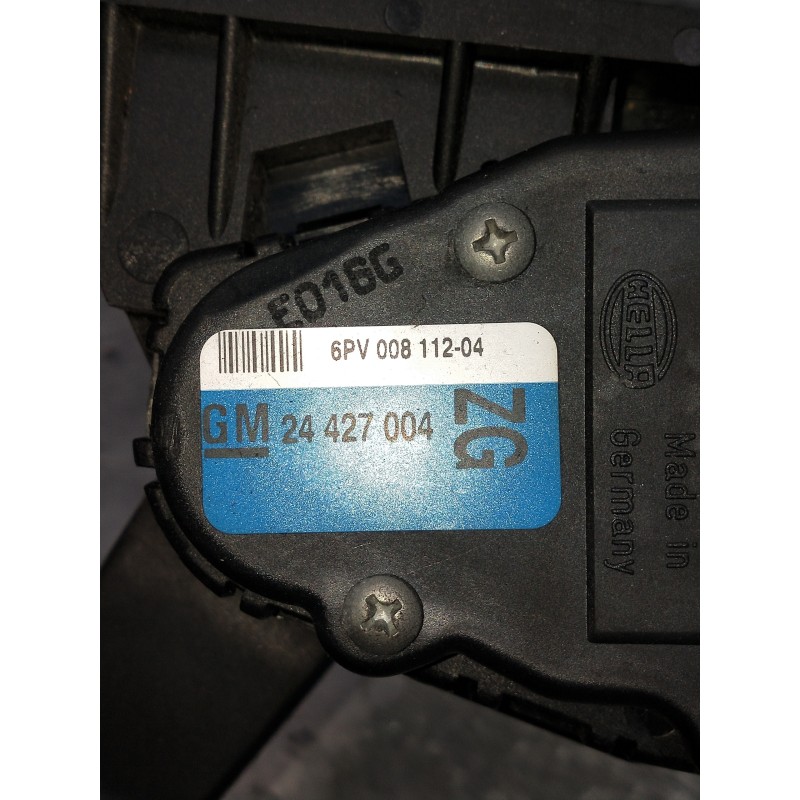 E016G
6PV 008 112-04
GM 24 427 004 ZG
HELLA
Made in
Germany